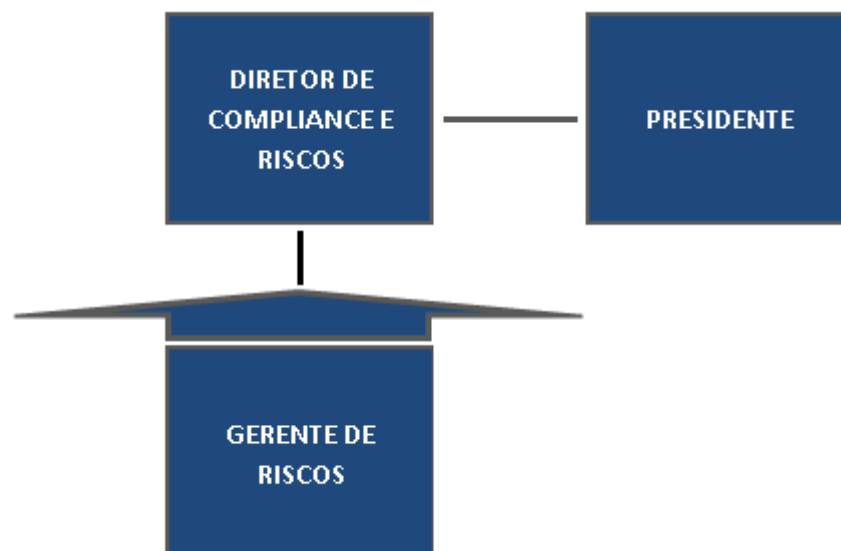 DIRETOR DE
COMPLIANCE E
RISCOS
PRESIDENTE
GERENTE DE
RISCOS